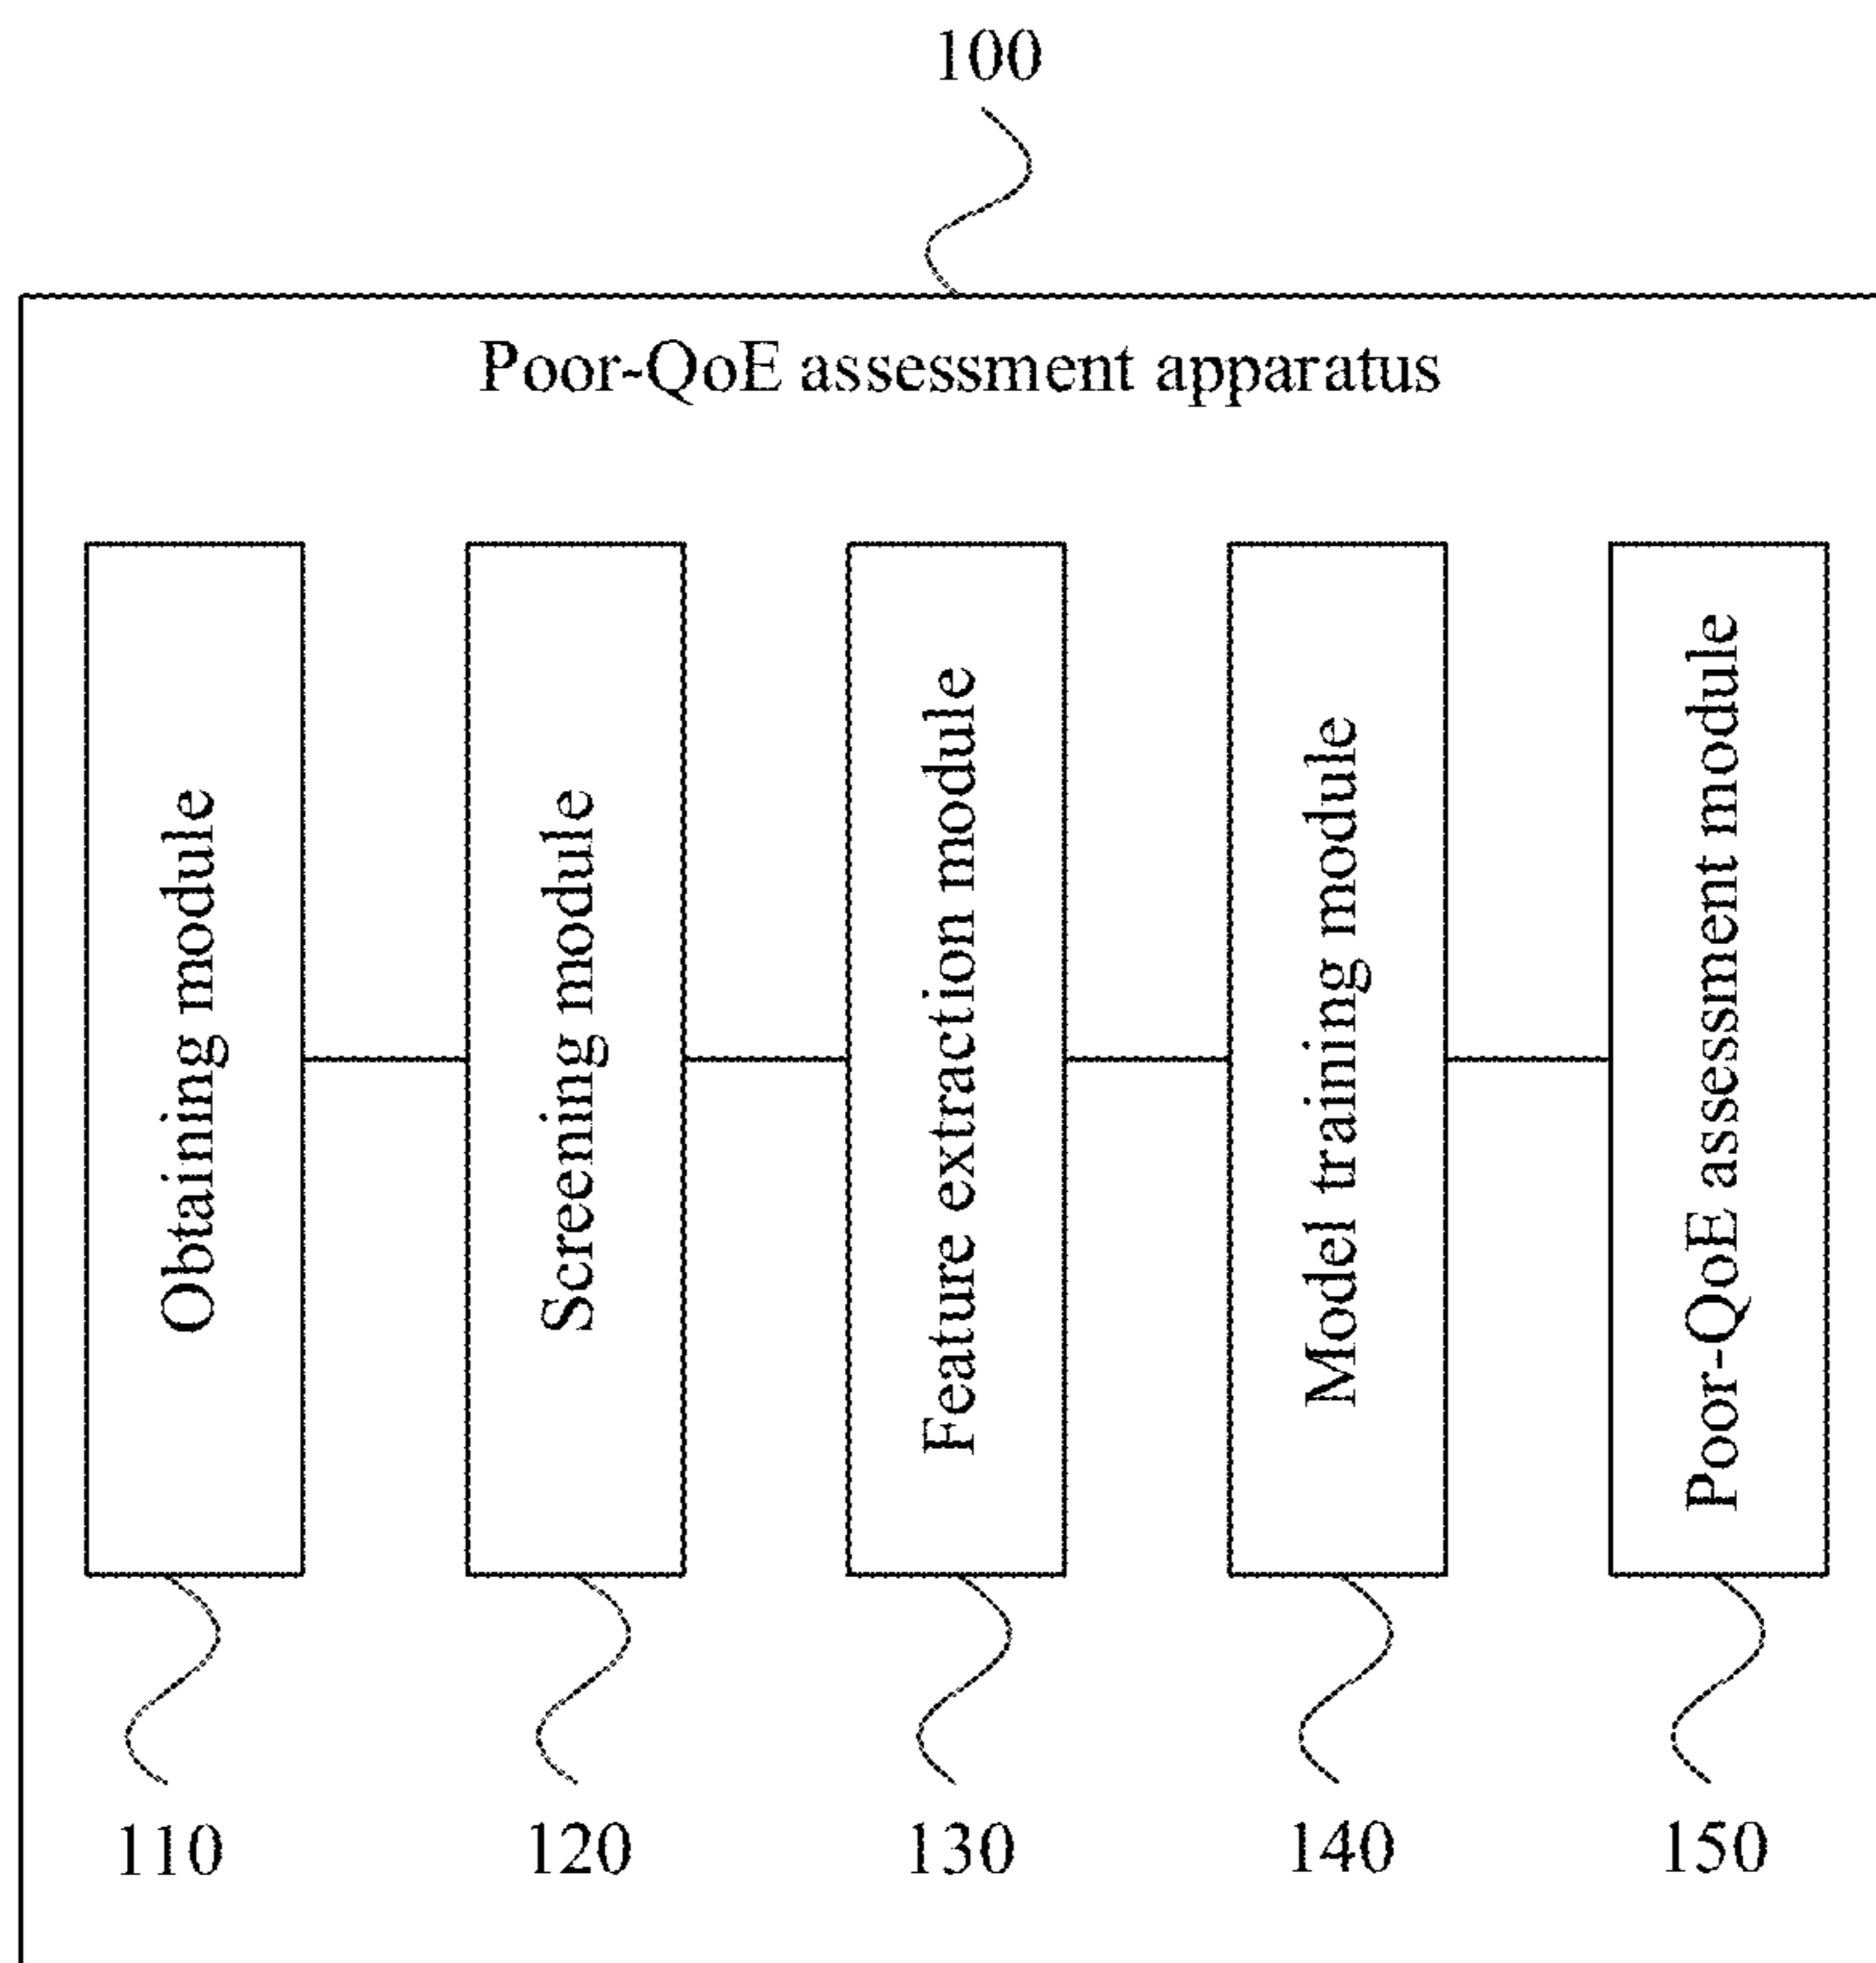 100
Poor-QoE assessment apparatus
Obtaining module
Screening module
Feature extraction module
Model training module
Poor-QoE assessment module
110
120
130
140
150